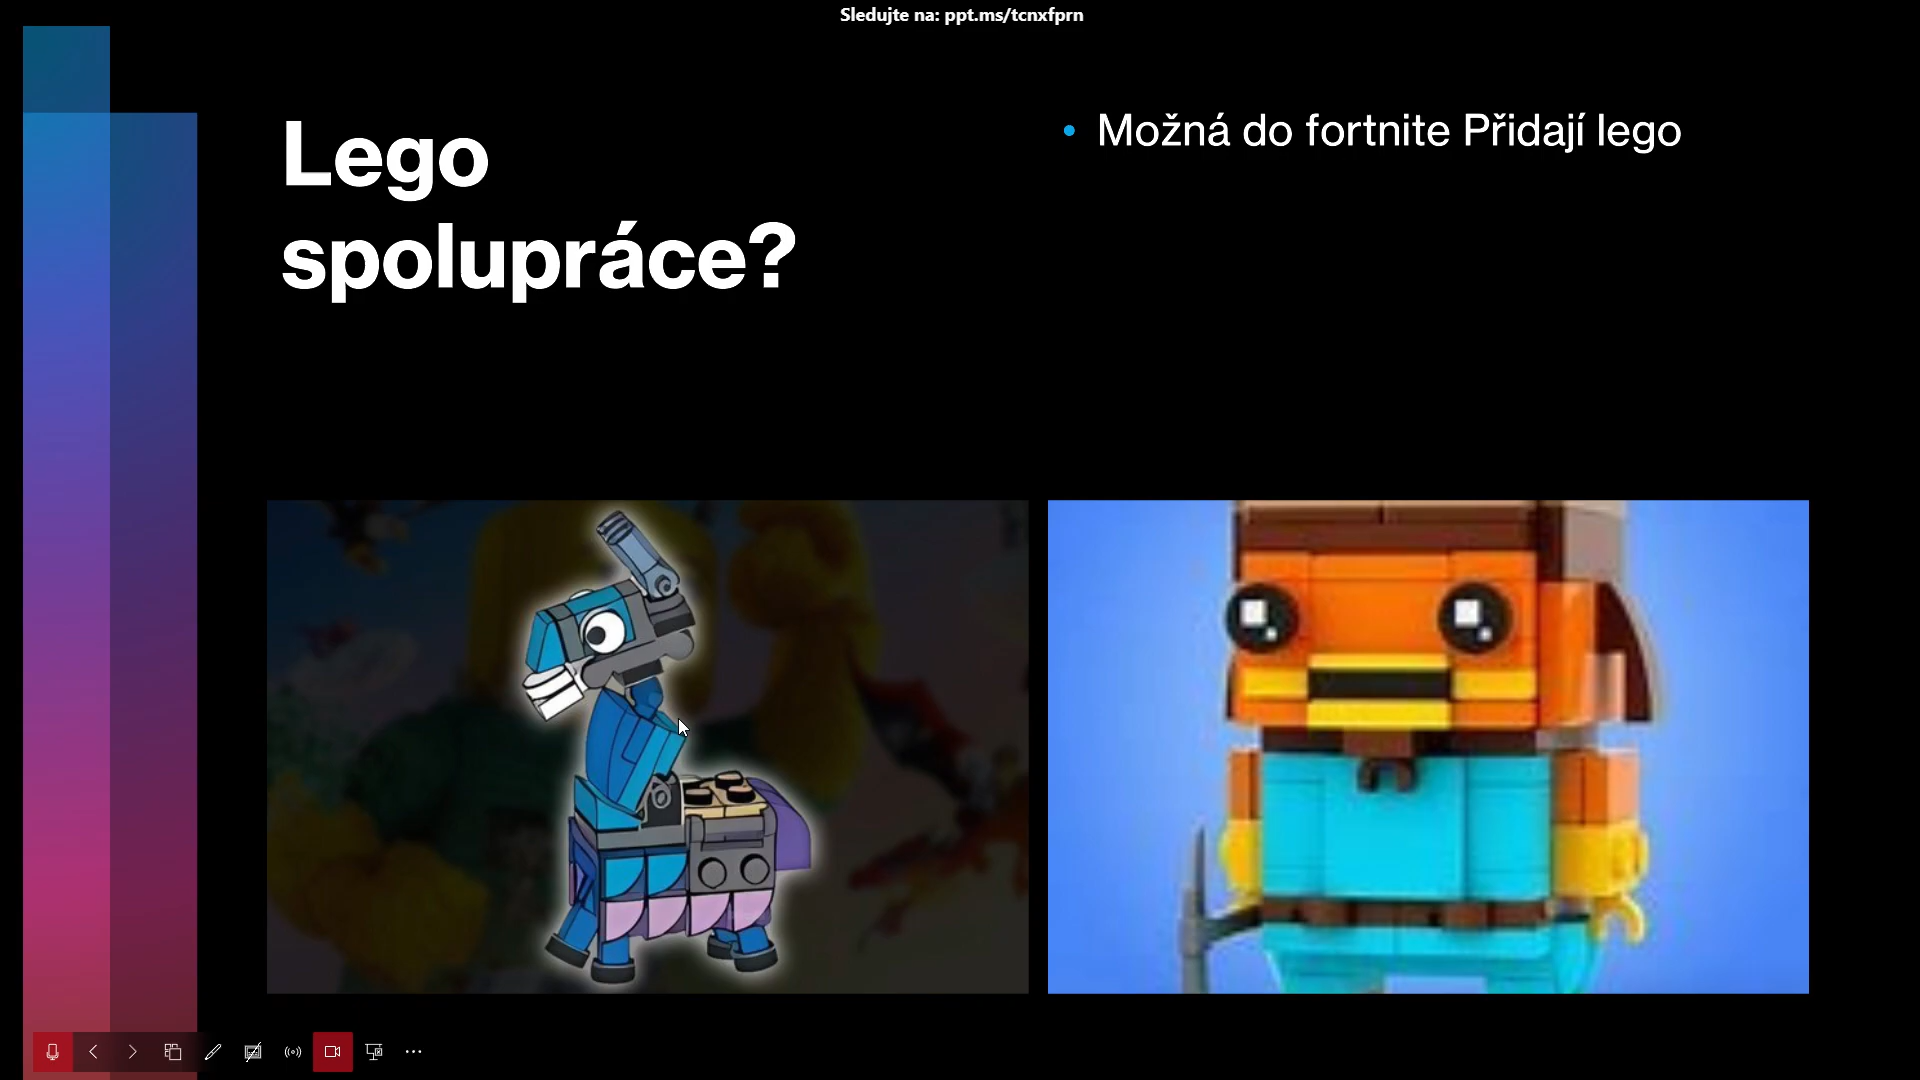 Sledujte na: ppt.ms/tcnxfprn
Lego
spolupráce?
Možná do fortnite Přidají lego